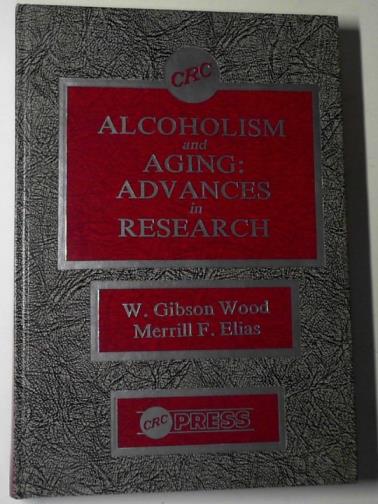 CRC
ALCOHOLISM
and
AGING:
ADVANCES
in
RESEARCH
W. Gibson Wood
Merrill F. Elias
CRC PRESS